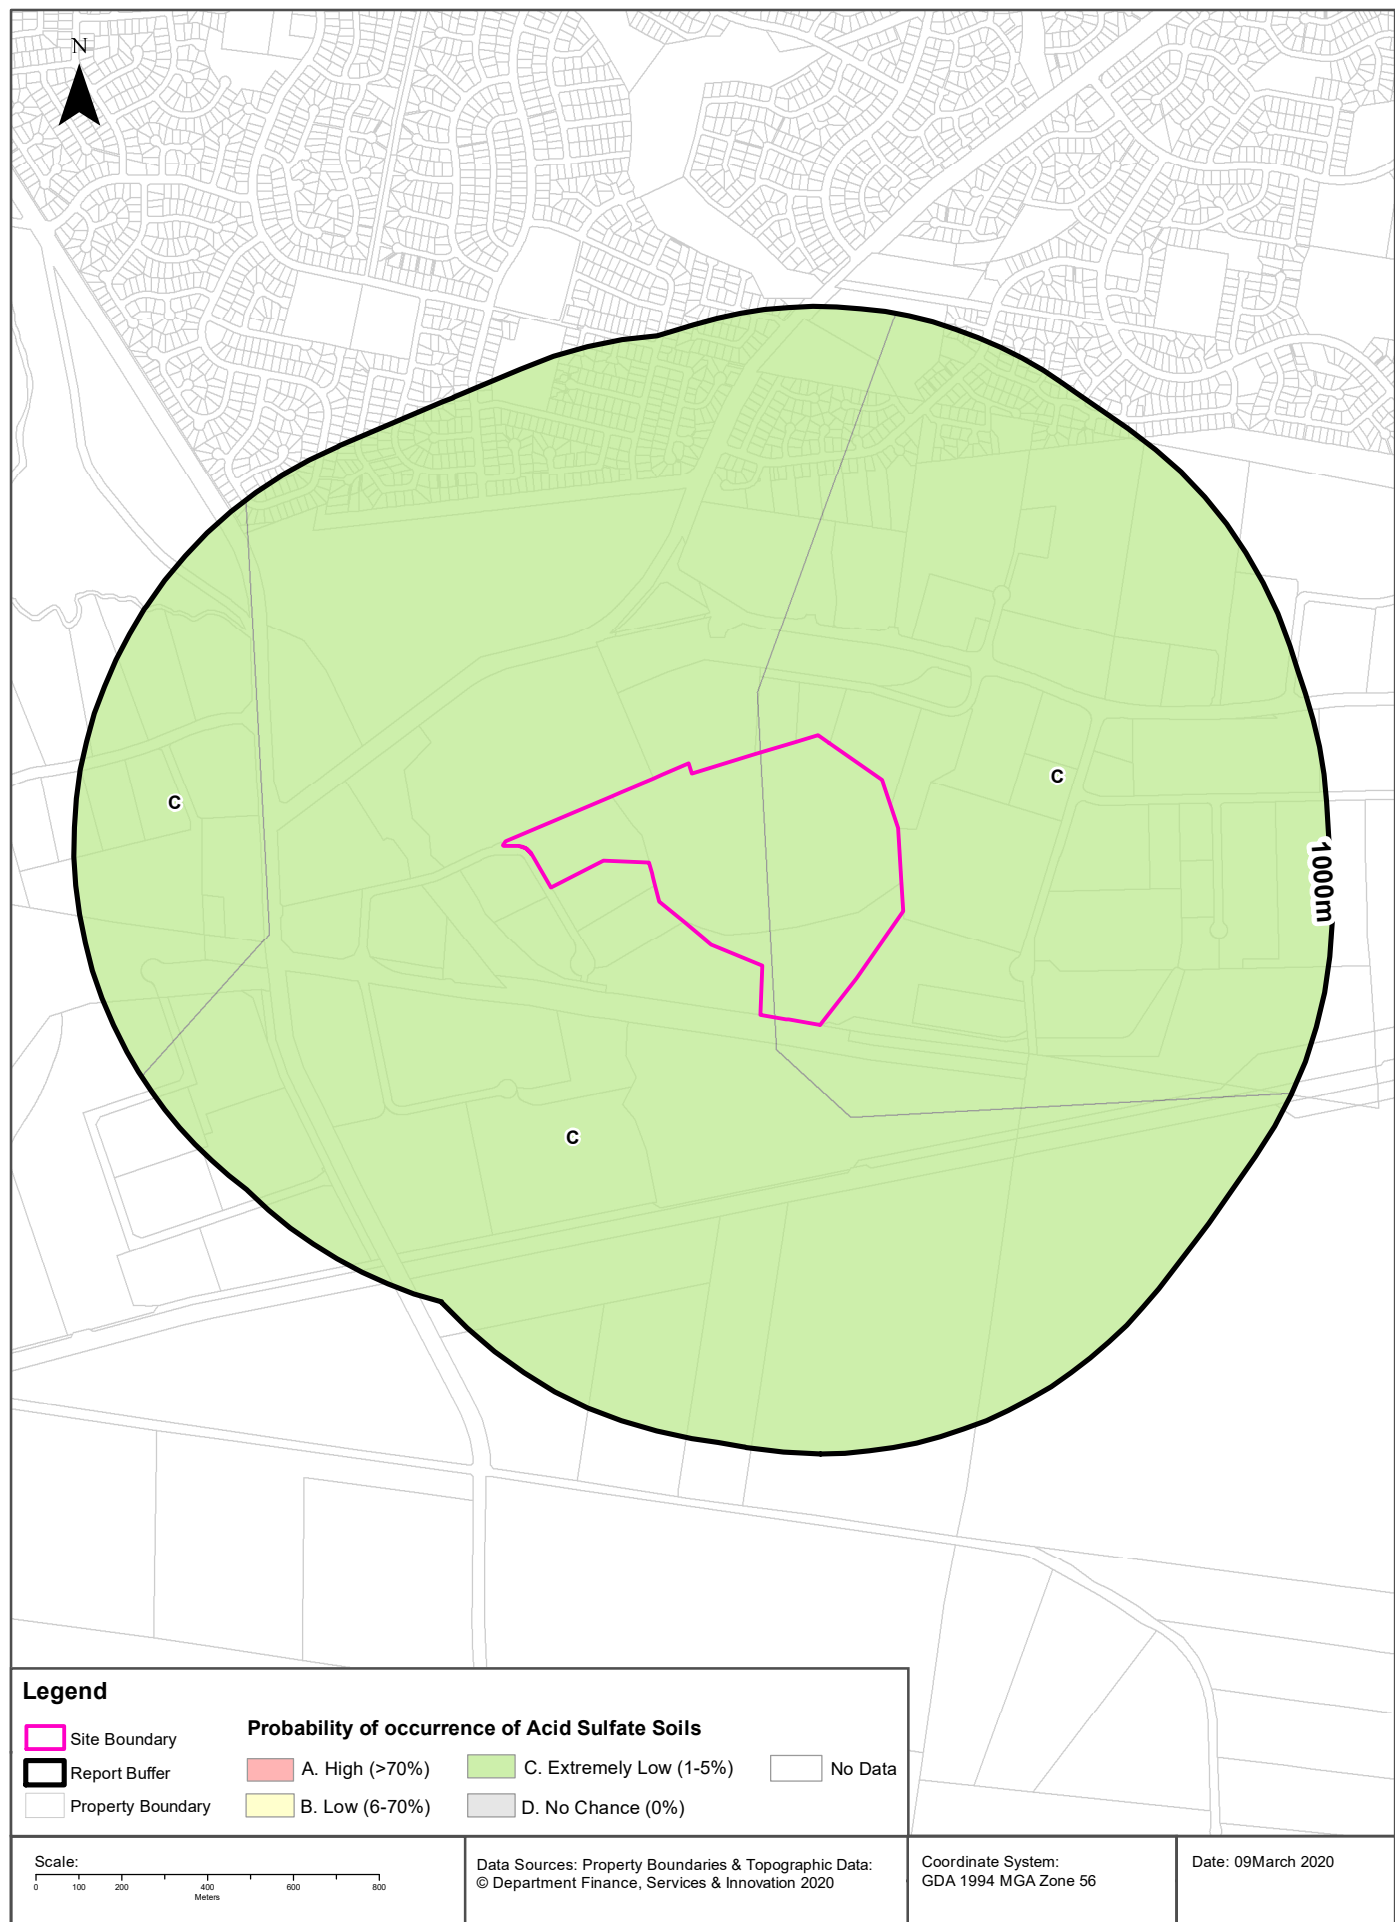 N
C
C
1000m
C
Legend
Site Boundary
Report Buffer
Property Boundary
Probability of occurrence of Acid Sulfate Soils
A. High (>70%)
B. Low (6-70%)
C. Extremely Low (1-5%)
D. No Chance (0%)
No Data
Scale:
0 100 200 400 600 800
Meters
Data Sources: Property Boundaries & Topographic Data:
© Department Finance, Services & Innovation 2020
Coordinate System:
GDA 1994 MGA Zone 56
Date: 09March 2020